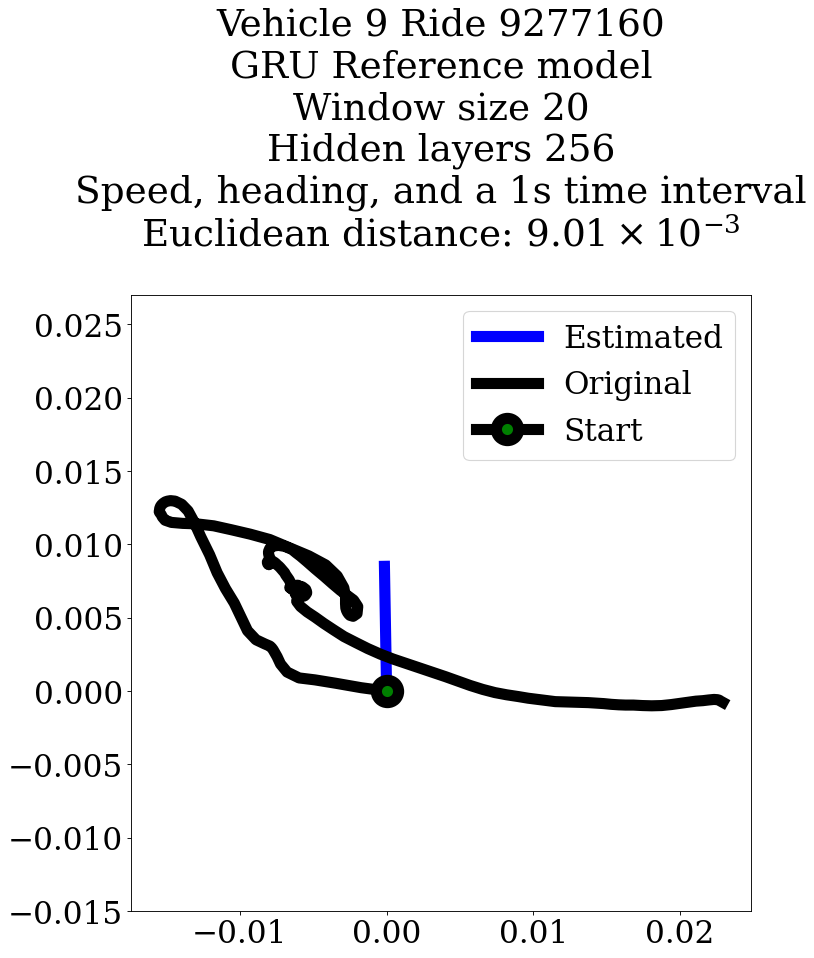 Vehicle 9 Ride 9277160
GRU Reference model
Window size 20
Hidden layers 256
Speed, heading, and a 1s time interval
Euclidean distance: 9.01 × 10⁻³
Estimated
Original
Start
0.025
0.020
0.015
0.010
0.005
0.000
−0.005
−0.010
−0.015
−0.01 0.00 0.01 0.02